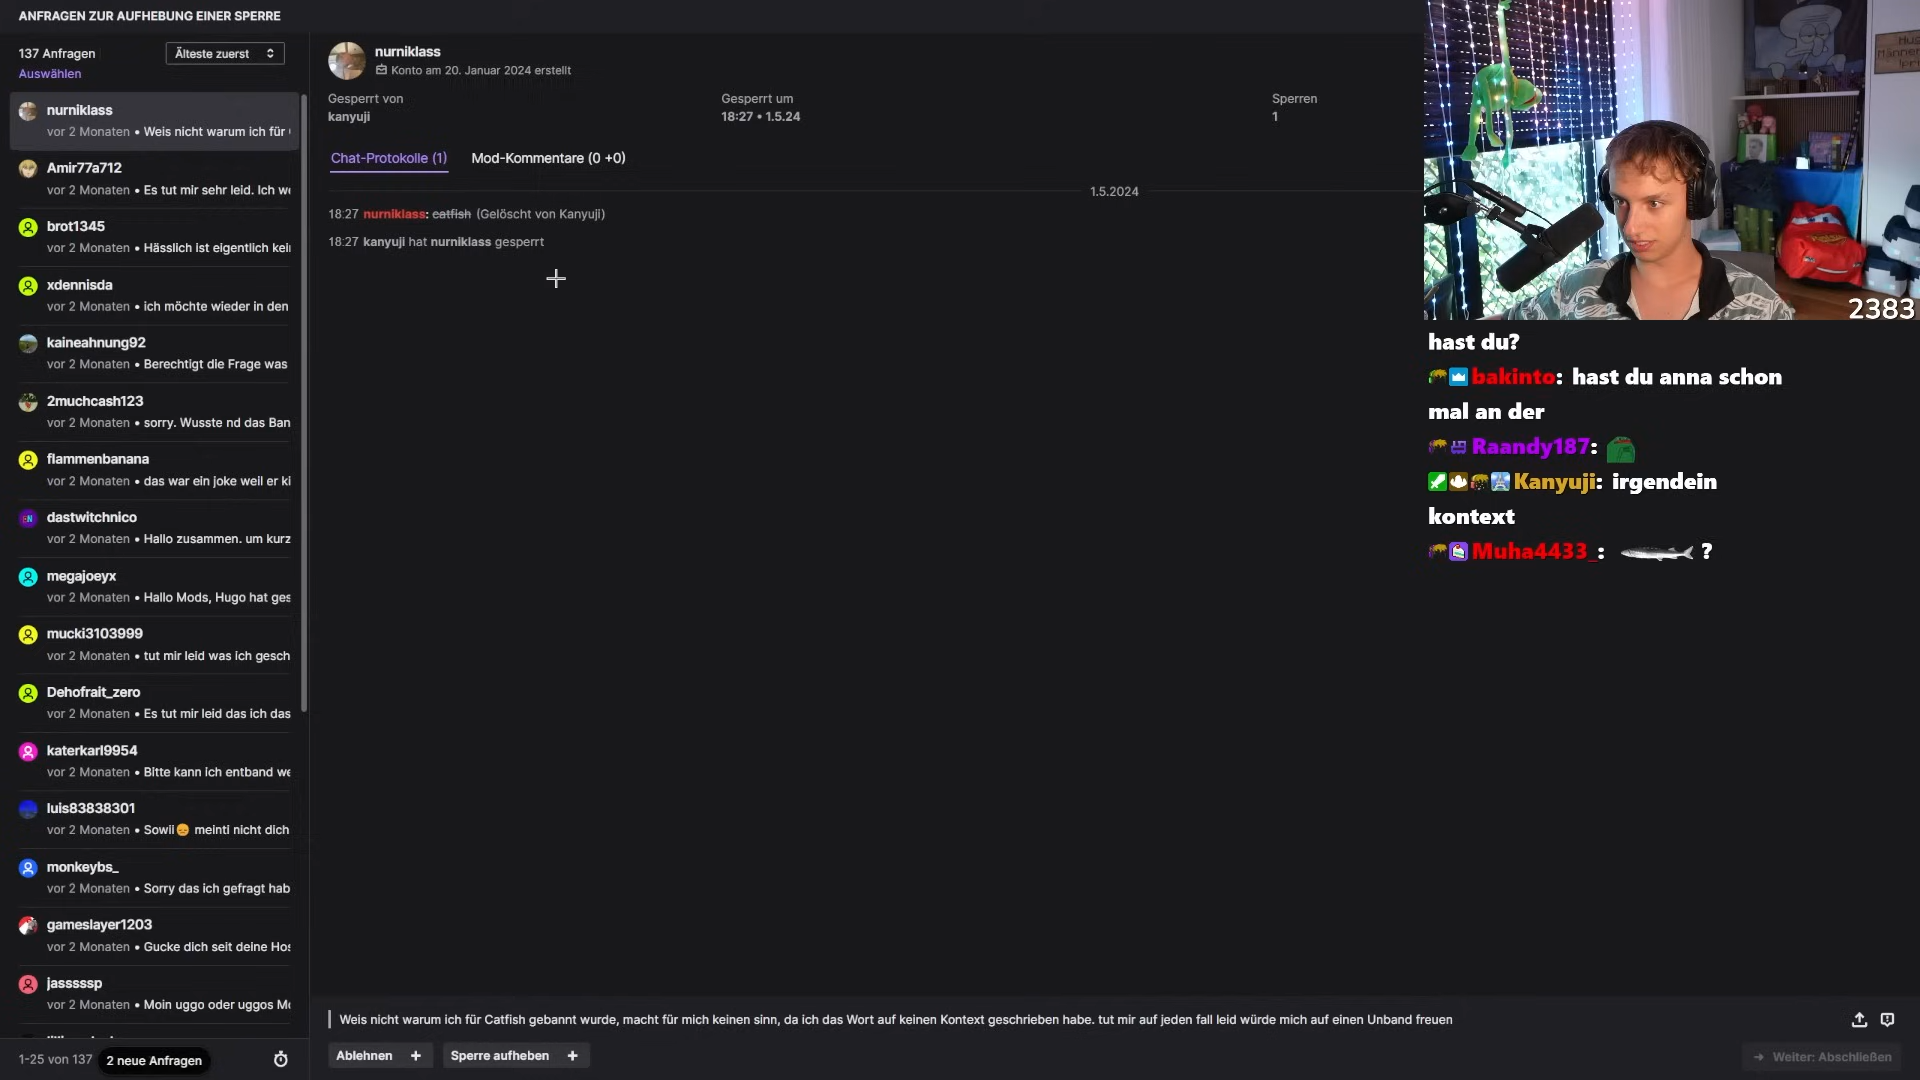 ANFRAGEN ZUR AUFHEBUNG EINER SPERRE
137 Anfragen
Älteste zuerst
Auswählen
nurniklass
vor 2 Monaten • Weis nicht warum ich für
Amir77a712
vor 2 Monaten • Es tut mir sehr leid. Ich we
brot1345
vor 2 Monaten • Hässlich ist eigentlich kei
xdennisda
vor 2 Monaten • ich möchte wieder in den
kaineahnung92
vor 2 Monaten • Berechtigt die Frage was
2muchcash123
vor 2 Monaten • sorry. Wusste nd das Ban
flammenbanana
vor 2 Monaten • das war ein joke weil er ki
dastwitchnico
vor 2 Monaten • Hallo zusammen. um kurz
megajoeyx
vor 2 Monaten • Hallo Mods, Hugo hat ges
mucki3103999
vor 2 Monaten • tut mir leid was ich gesch
Dehofrait_zero
vor 2 Monaten • Es tut mir leid das ich das
katerkarl9954
vor 2 Monaten • Bitte kann ich entband we
luis83838301
vor 2 Monaten • Sowii😞 meinti nicht dich
monkeybs_
vor 2 Monaten • Sorry das ich gefragt hab
gameslayer1203
vor 2 Monaten • Gucke dich seit deine Hos
jasssssp
vor 2 Monaten • Moin uggo oder uggos Mo
1-25 von 137
2 neue Anfragen
nurniklass
Konto am 20. Januar 2024 erstellt
Gesperrt von
kanyuji
Gesperrt um
18:27 • 1.5.24
Sperren
1
Chat-Protokolle (1)
Mod-Kommentare (0 +0)
1.5.2024
18:27 nurniklass: catfish (Gelöscht von Kanyuji)
18:27 kanyuji hat nurniklass gesperrt
Weis nicht warum ich für Catfish gebannt wurde, macht für mich keinen sinn, da ich das Wort auf keinen Kontext geschrieben habe. tut mir auf jeden fall leid würde mich auf einen Unband freuen
Ablehnen +
Sperre aufheben +
→ Weiter: Abschließen
2383
hast du?
bakinto: hast du anna schon
mal an der
Raandy187:
Kanyuji: irgendein
kontext
Muha4433_: ?